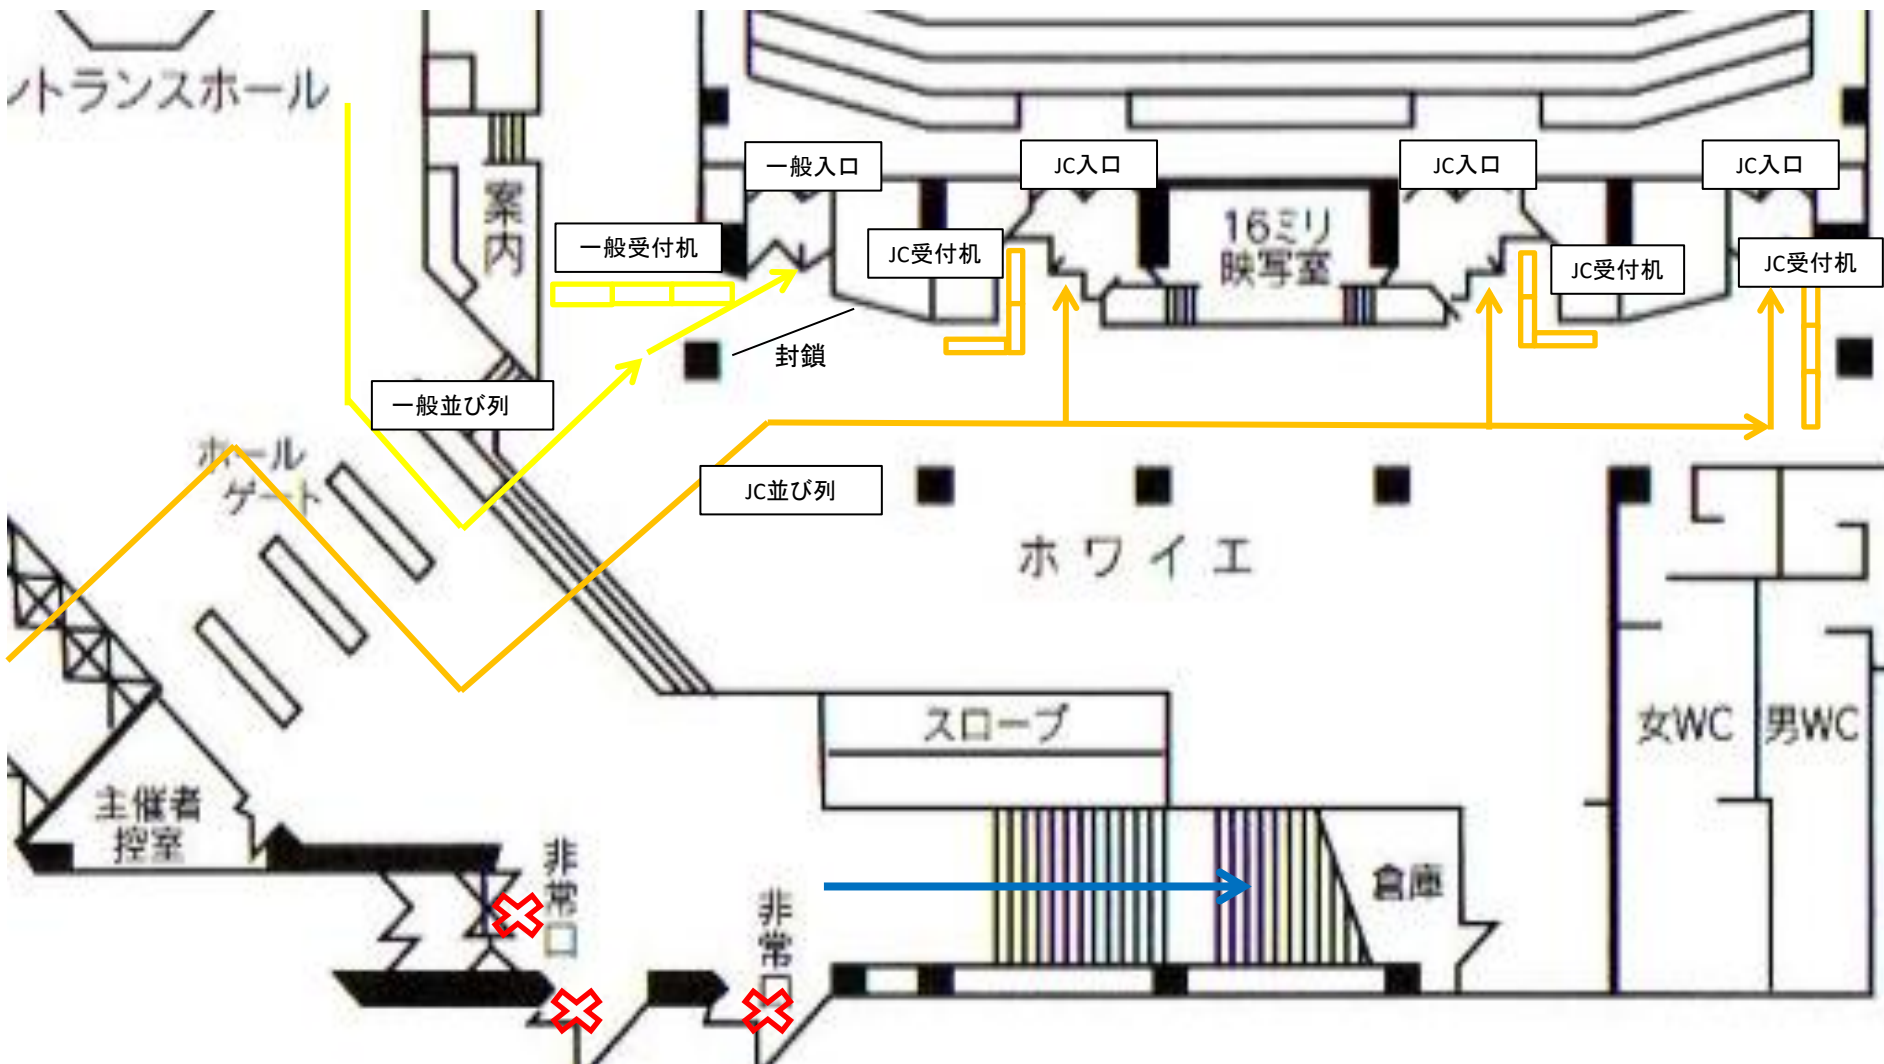 ントランスホール
案内
一般入口
JC入口
JC入口
JC入口
一般受付机
JC受付机
16ミリ
映写室
JC受付机
JC受付机
封鎖
一般並び列
ホール
ゲート
JC並び列
ホワイエ
スロープ
女WC
男WC
主催者
控室
非常口
非常口
倉庫